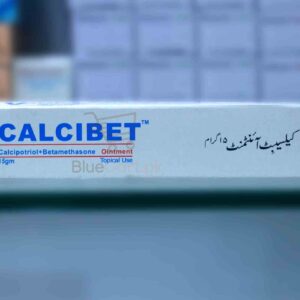 CALCIBET™
Calcipotriol+Betamethasone Ointment
15gm Topical Use
کیلسیبٹ آئنٹمنٹ ۱۵ گرام